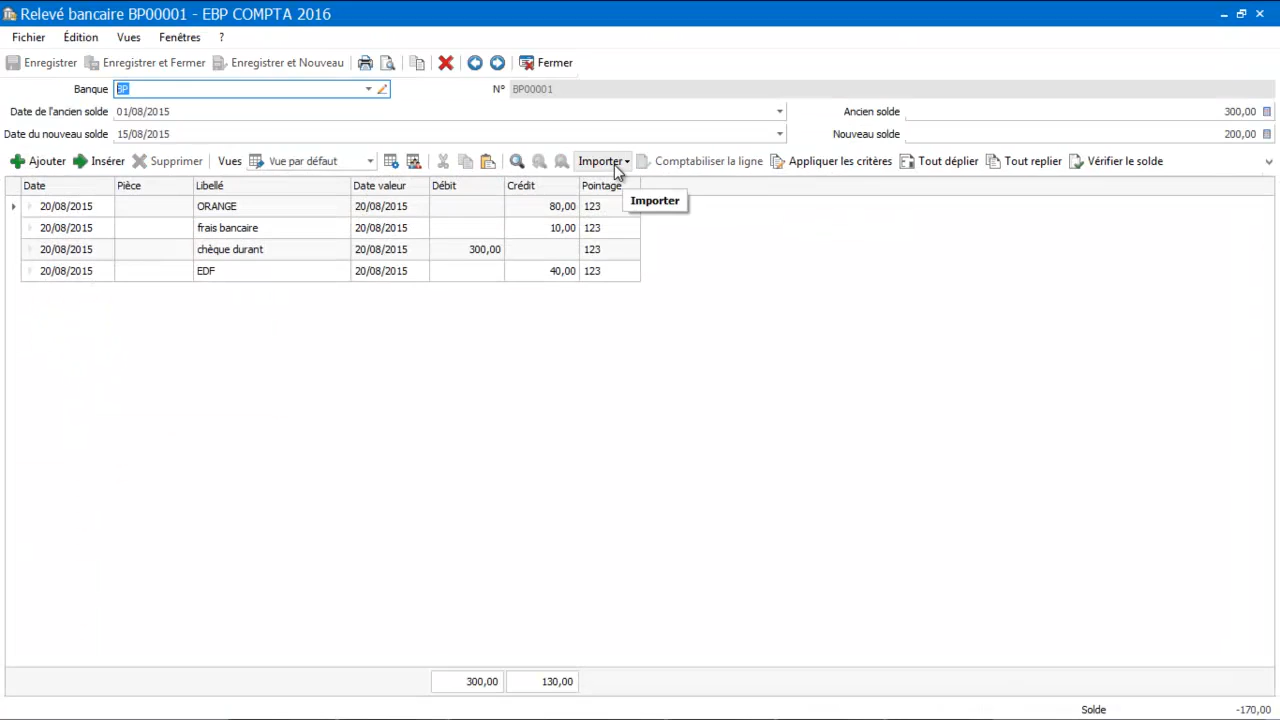 Relevé bancaire BP00001 - EBP COMPTA 2016
Fichier Édition Vues Fenêtres ?
Enregistrer Enregistrer et Fermer Enregistrer et Nouveau Fermer
Banque BP N° BP00001
Date de l'ancien solde 01/08/2015 Ancien solde 300,00
Date du nouveau solde 15/08/2015 Nouveau solde 200,00
Ajouter Insérer Supprimer Vues Vue par défaut Importer Comptabiliser la ligne Appliquer les critères Tout déplier Tout replier Vérifier le solde
Date Pièce Libellé Date valeur Débit Crédit Pointage
Importer
20/08/2015 ORANGE 20/08/2015 80,00 123
20/08/2015 frais bancaire 20/08/2015 10,00 123
20/08/2015 chèque durant 20/08/2015 300,00 123
20/08/2015 EDF 20/08/2015 40,00 123
300,00 130,00
Solde -170,00